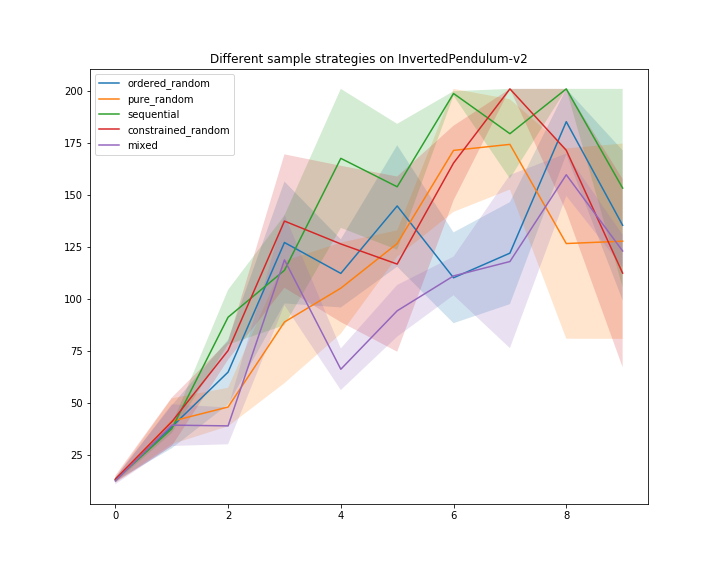 Different sample strategies on InvertedPendulum-v2
ordered_random
pure_random
sequential
constrained_random
mixed
200
175
150
125
100
75
50
25
0 2 4 6 8